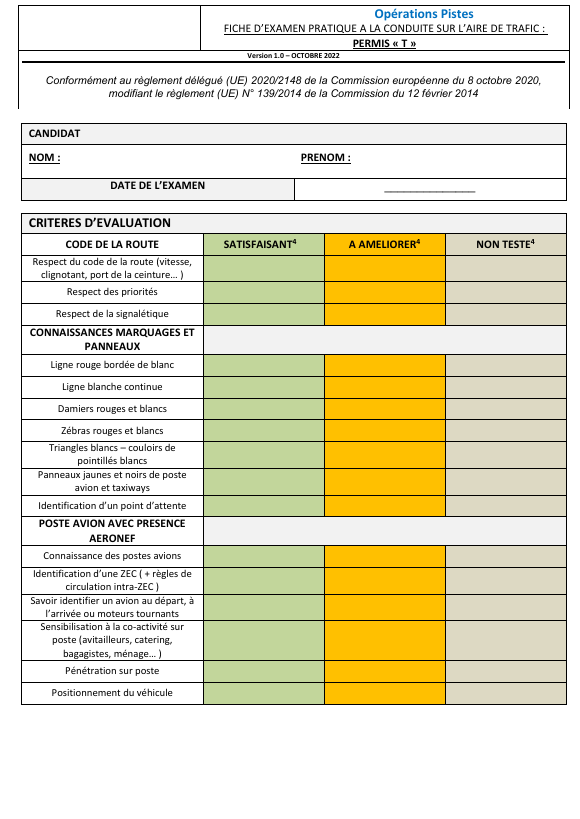 Opérations Pistes
FICHE D’EXAMEN PRATIQUE A LA CONDUITE SUR L’AIRE DE TRAFIC :
PERMIS « T »
Version 1.0 – OCTOBRE 2022
Conformément au règlement délégué (UE) 2020/2148 de la Commission européenne du 8 octobre 2020,
modifiant le règlement (UE) N° 139/2014 de la Commission du 12 février 2014
CANDIDAT
NOM : PRENOM :
DATE DE L’EXAMEN _______________
CRITERES D’EVALUATION
CODE DE LA ROUTE SATISFAISANT⁴ A AMELIORER⁴ NON TESTE⁴
Respect du code de la route (vitesse,
clignotant, port de la ceinture… )
Respect des priorités
Respect de la signalétique
CONNAISSANCES MARQUAGES ET
PANNEAUX
Ligne rouge bordée de blanc
Ligne blanche continue
Damiers rouges et blancs
Zébras rouges et blancs
Triangles blancs – couloirs de
pointillés blancs
Panneaux jaunes et noirs de poste
avion et taxiways
Identification d’un point d’attente
POSTE AVION AVEC PRESENCE
AERONEF
Connaissance des postes avions
Identification d’une ZEC ( + règles de
circulation intra-ZEC )
Savoir identifier un avion au départ, à
l’arrivée ou moteurs tournants
Sensibilisation à la co-activité sur
poste (avitailleurs, catering,
bagagistes, ménage… )
Pénétration sur poste
Positionnement du véhicule